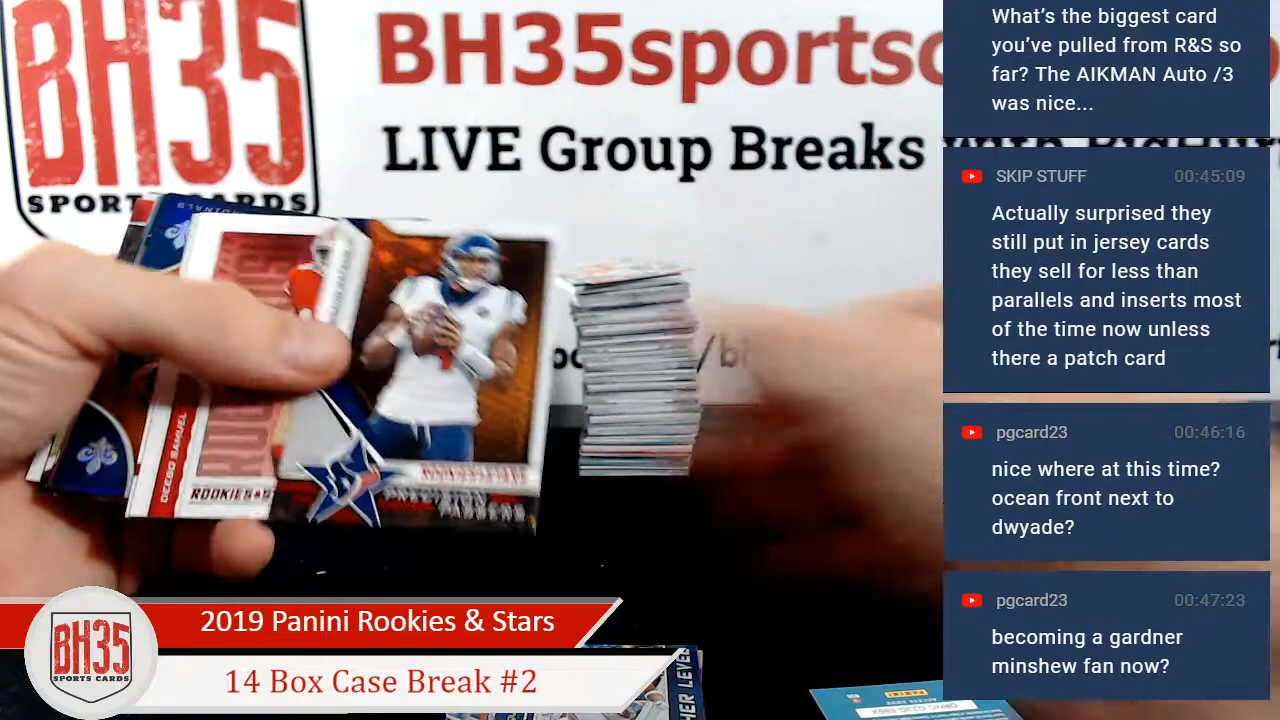 BH35
SPORTS CARDS
BH35sportsc
LIVE Group Breaks with
What's the biggest card
you've pulled from R&S so
far? The AIKMAN Auto /3
was nice...
SKIP STUFF 00:45:09
Actually surprised they
still put in jersey cards
they sell for less than
parallels and inserts most
of the time now unless
there a patch card
pgcard23 00:46:16
nice where at this time?
ocean front next to
dwyade?
pgcard23 00:47:23
becoming a gardner
minshew fan now?
DEEBO SAMUEL
ROOKIES & S
2019 Panini Rookies & Stars
14 Box Case Break #2
BH35
SPORTS CARDS
HER LEVE
PANINI